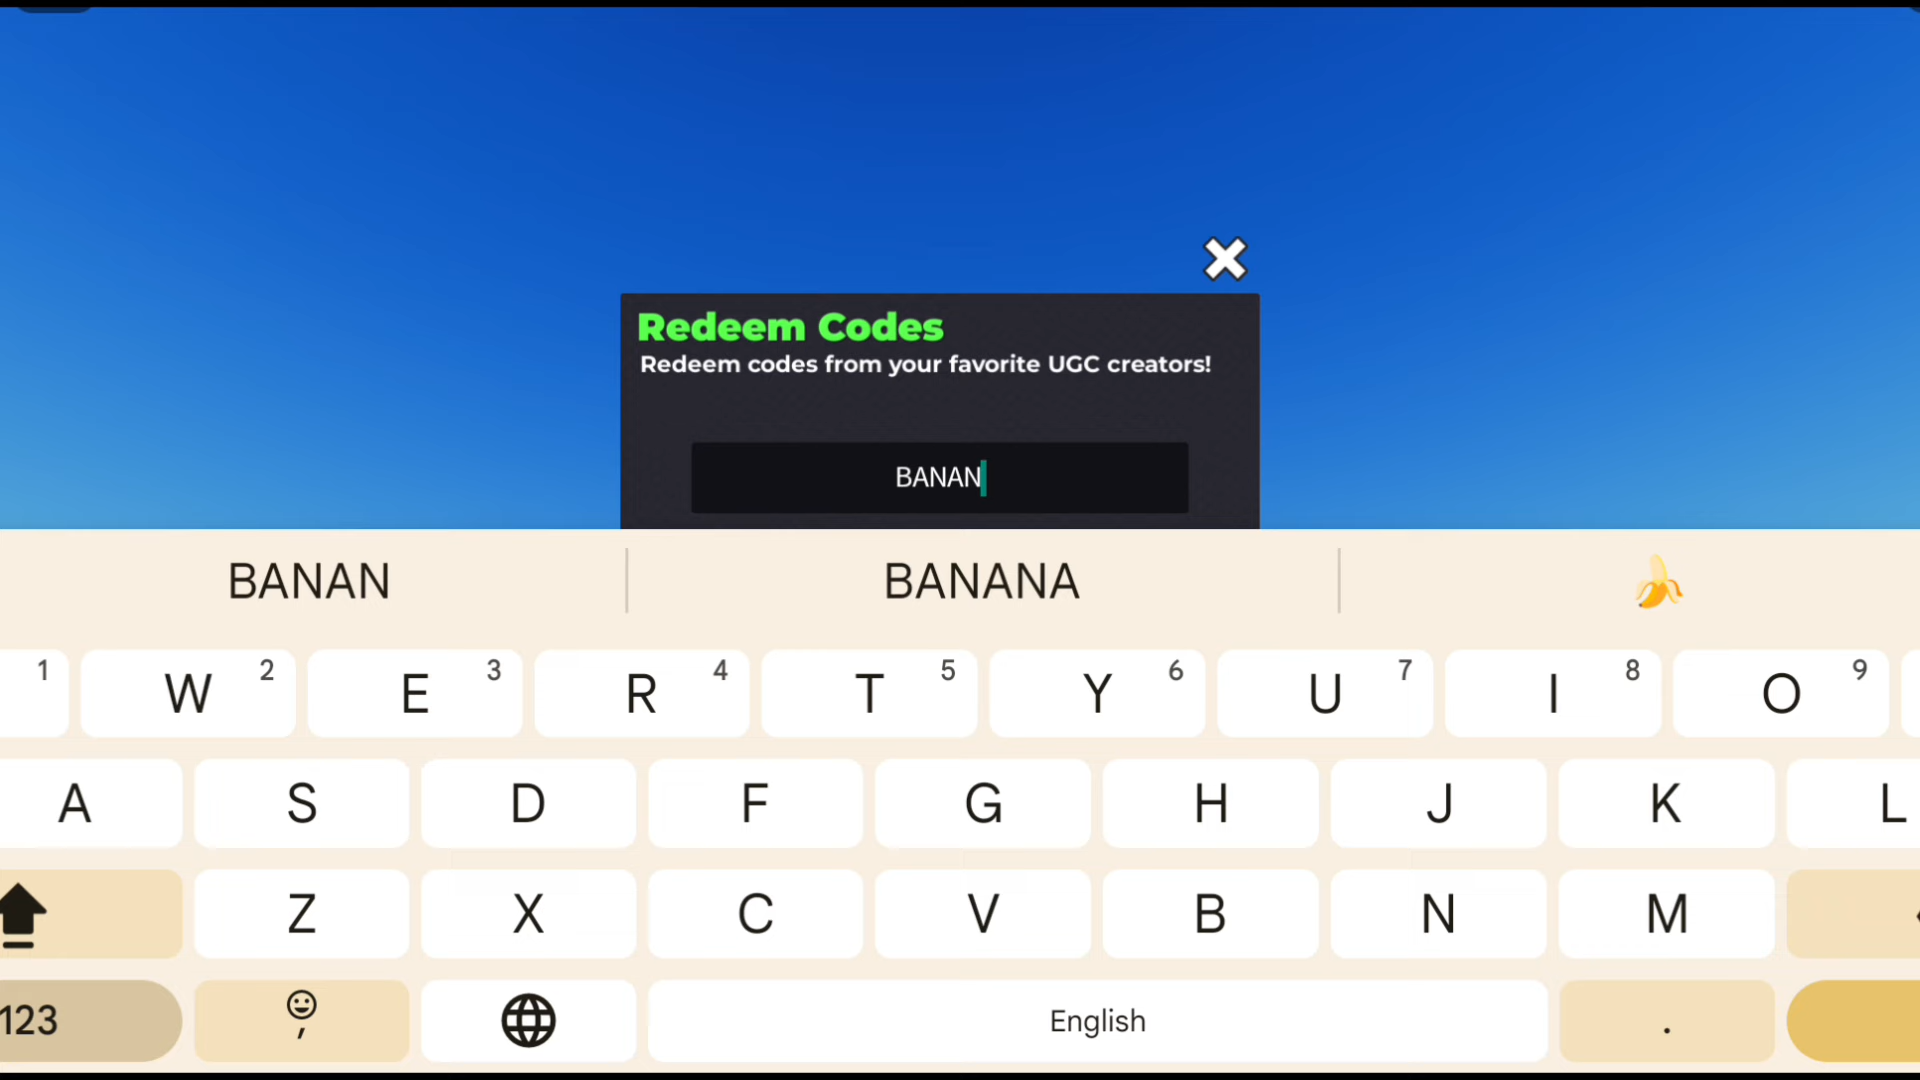 Redeem Codes
Redeem codes from your favorite UGC creators!
BANAN
BANAN BANANA 🍌
1 W 2 E 3 R 4 T 5 Y 6 U 7 I 8 O 9
A S D F G H J K L
Z X C V B N M
123 , English .